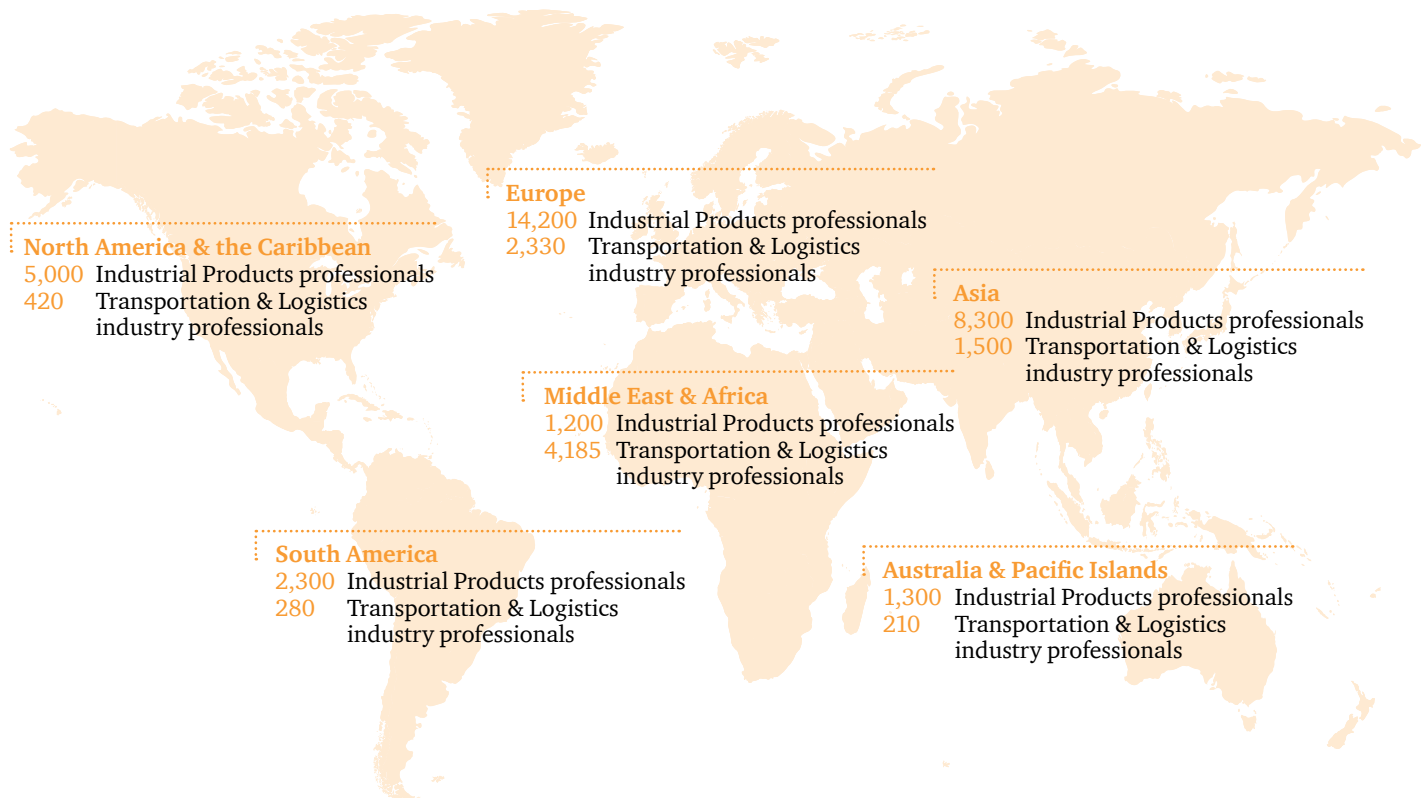 Europe
14,200 Industrial Products professionals
2,330 Transportation & Logistics
industry professionals
North America & the Caribbean
5,000 Industrial Products professionals
420 Transportation & Logistics
industry professionals
Asia
8,300 Industrial Products professionals
1,500 Transportation & Logistics
industry professionals
Middle East & Africa
1,200 Industrial Products professionals
4,185 Transportation & Logistics
industry professionals
South America
2,300 Industrial Products professionals
280 Transportation & Logistics
industry professionals
Australia & Pacific Islands
1,300 Industrial Products professionals
210 Transportation & Logistics
industry professionals